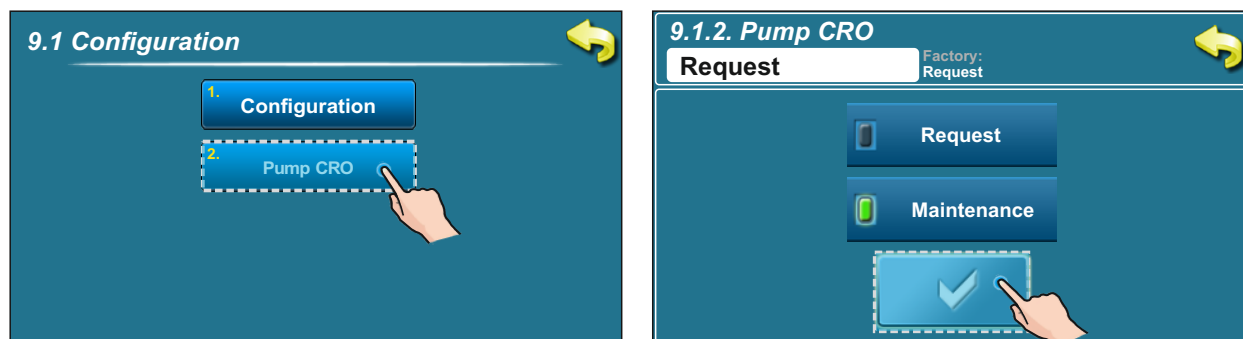 9.1 Configuration
1.
Configuration
2.
Pump CRO
9.1.2. Pump CRO
Request
Factory:
Request
Request
Maintenance